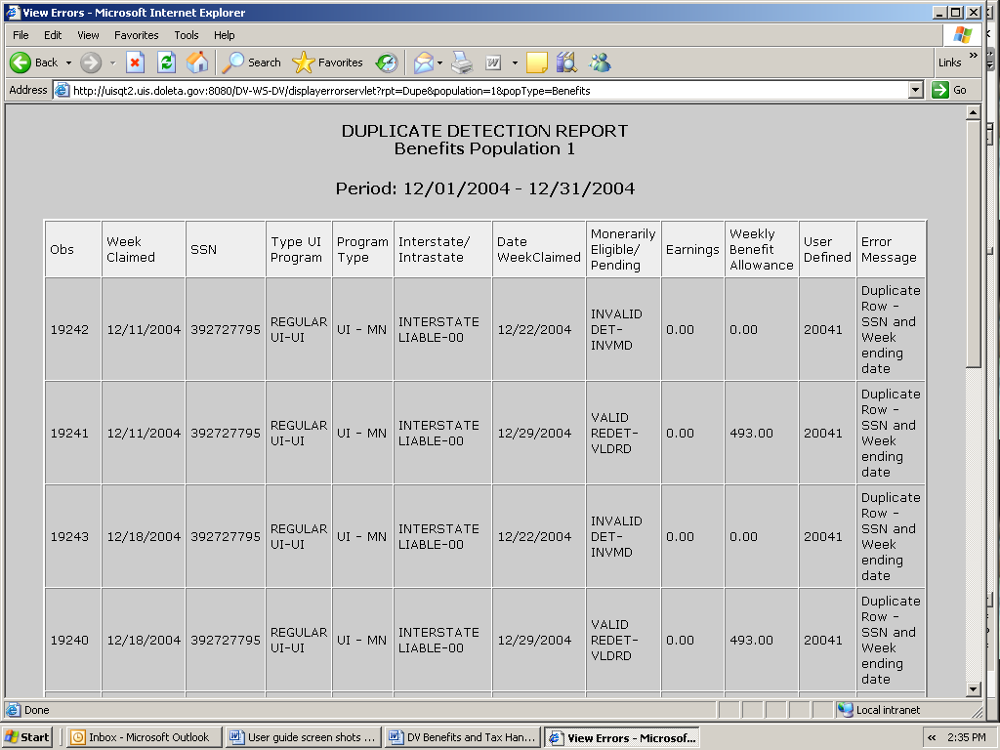 View Errors - Microsoft Internet Explorer
File Edit View Favorites Tools Help
Back Search Favorites Links »
Address http://uisqt2.uis.doleta.gov:8080/DV-WS-DV/displayerrorservlet?rpt=Dupe&population=1&popType=Benefits Go
DUPLICATE DETECTION REPORT
Benefits Population 1
Period: 12/01/2004 - 12/31/2004
Obs
Week
Claimed
SSN
Type UI
Program
Program
Type
Interstate/
Intrastate
Date
WeekClaimed
Monerarily
Eligible/
Pending
Earnings
Weekly
Benefit
Allowance
User
Defined
Error
Message
19242
12/11/2004
392727795
REGULAR
UI-UI
UI - MN
INTERSTATE
LIABLE-00
12/22/2004
INVALID
DET-
INVMD
0.00
0.00
20041
Duplicate
Row -
SSN and
Week
ending
date
19241
12/11/2004
392727795
REGULAR
UI-UI
UI - MN
INTERSTATE
LIABLE-00
12/29/2004
VALID
REDET-
VLDRD
0.00
493.00
20041
Duplicate
Row -
SSN and
Week
ending
date
19243
12/18/2004
392727795
REGULAR
UI-UI
UI - MN
INTERSTATE
LIABLE-00
12/22/2004
INVALID
DET-
INVMD
0.00
0.00
20041
Duplicate
Row -
SSN and
Week
ending
date
19240
12/18/2004
392727795
REGULAR
UI-UI
UI - MN
INTERSTATE
LIABLE-00
12/29/2004
VALID
REDET-
VLDRD
0.00
493.00
20041
Duplicate
Row -
SSN and
Week
ending
date
Done Local intranet
Start Inbox - Microsoft Outlook User guide screen shots ... DV Benefits and Tax Han... View Errors - Microsof... « 2:35 PM